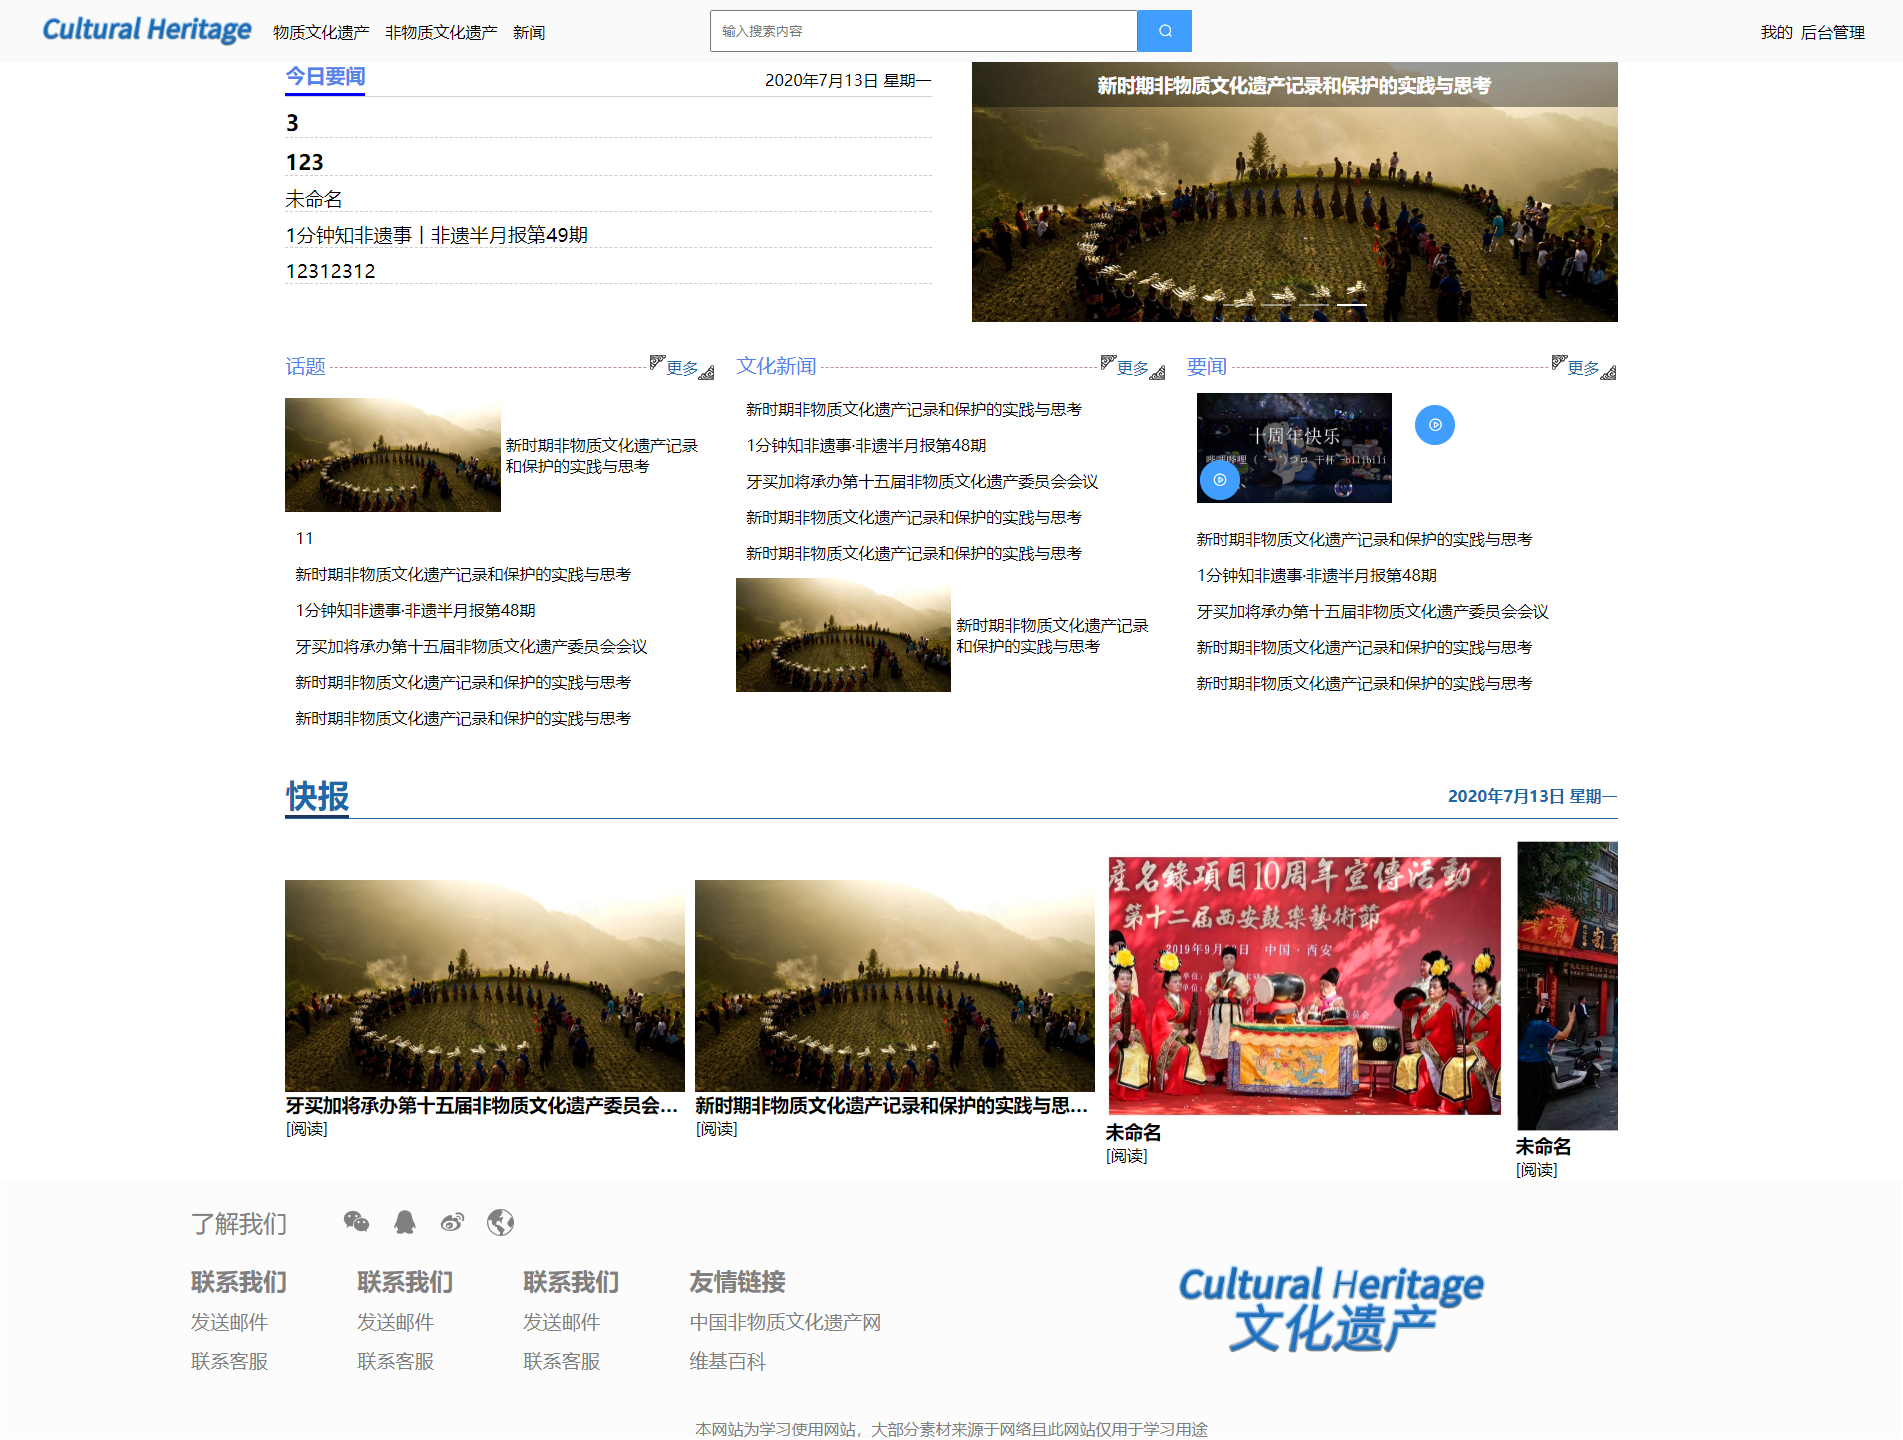 Cultural Heritage
物质文化遗产 非物质文化遗产 新闻
输入搜索内容
我的 后台管理
今日要闻
2020年7月13日 星期一
3
123
未命名
1分钟知非遗事丨非遗半月报第49期
12312312
新时期非物质文化遗产记录和保护的实践与思考
话题
更多
新时期非物质文化遗产记录
和保护的实践与思考
11
新时期非物质文化遗产记录和保护的实践与思考
1分钟知非遗事·非遗半月报第48期
牙买加将承办第十五届非物质文化遗产委员会会议
新时期非物质文化遗产记录和保护的实践与思考
新时期非物质文化遗产记录和保护的实践与思考
文化新闻
更多
新时期非物质文化遗产记录和保护的实践与思考
1分钟知非遗事·非遗半月报第48期
牙买加将承办第十五届非物质文化遗产委员会会议
新时期非物质文化遗产记录和保护的实践与思考
新时期非物质文化遗产记录和保护的实践与思考
新时期非物质文化遗产记录
和保护的实践与思考
要闻
更多
十周年快乐
哔哩哔哩 ( ゜- ゜)つロ 干杯~-bilibili
新时期非物质文化遗产记录和保护的实践与思考
1分钟知非遗事·非遗半月报第48期
牙买加将承办第十五届非物质文化遗产委员会会议
新时期非物质文化遗产记录和保护的实践与思考
新时期非物质文化遗产记录和保护的实践与思考
快报
2020年7月13日 星期一
牙买加将承办第十五届非物质文化遗产委员会...
[阅读]
新时期非物质文化遗产记录和保护的实践与思...
[阅读]
產名錄項目10周年宣傳活動
第十二届西安鼓樂藝術節
2019年9月 日 中国·西安
未命名
[阅读]
清
未命名
[阅读]
了解我们
联系我们
发送邮件
联系客服
联系我们
发送邮件
联系客服
联系我们
发送邮件
联系客服
友情链接
中国非物质文化遗产网
维基百科
Cultural Heritage
文化遗产
本网站为学习使用网站，大部分素材来源于网络且此网站仅用于学习用途